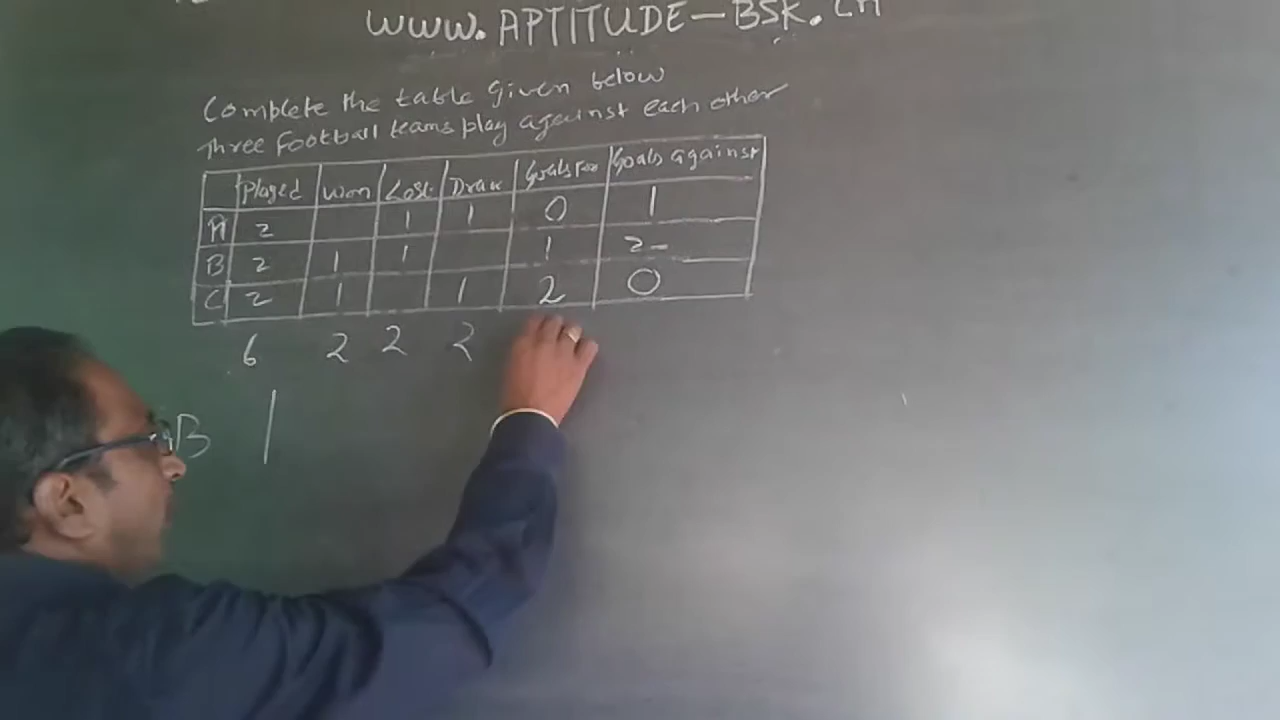 www.APTITUDE-BSK.in
Complete the table given below
Three Football teams play against each other
Played Won Lost Draw Goals For Goals against
A 2 1 1 0 1
B 2 1 1 1 2
C 2 1 1 2 0
6 2 2 2
B